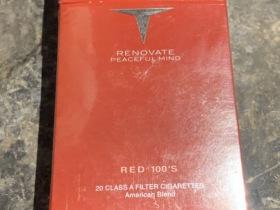 RENOVATE
PEACEFUL MIND
RED 100'S
20 CLASS A FILTER CIGARETTES
American Blend